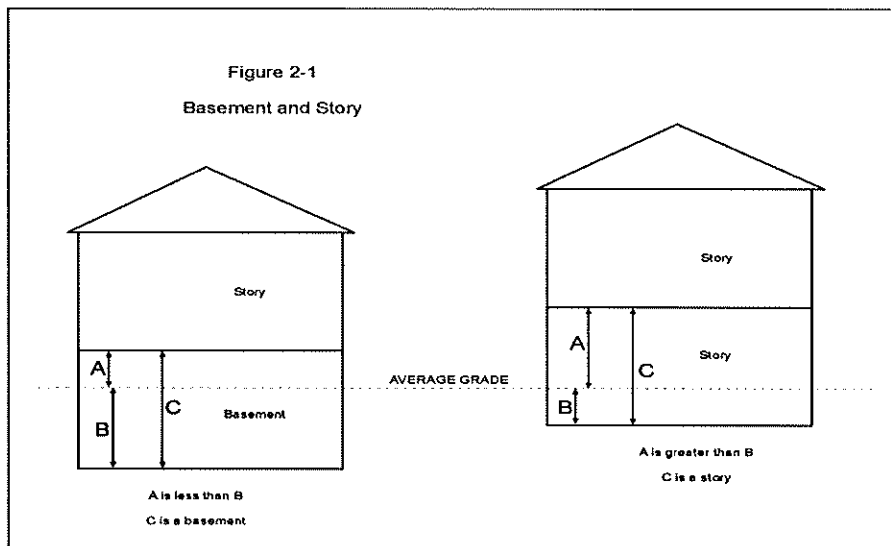 Figure 2-1
Basement and Story
Story
A
B
C
Basement
A is less than B
C is a basement
AVERAGE GRADE
Story
A
B
C
Story
A is greater than B
C is a story